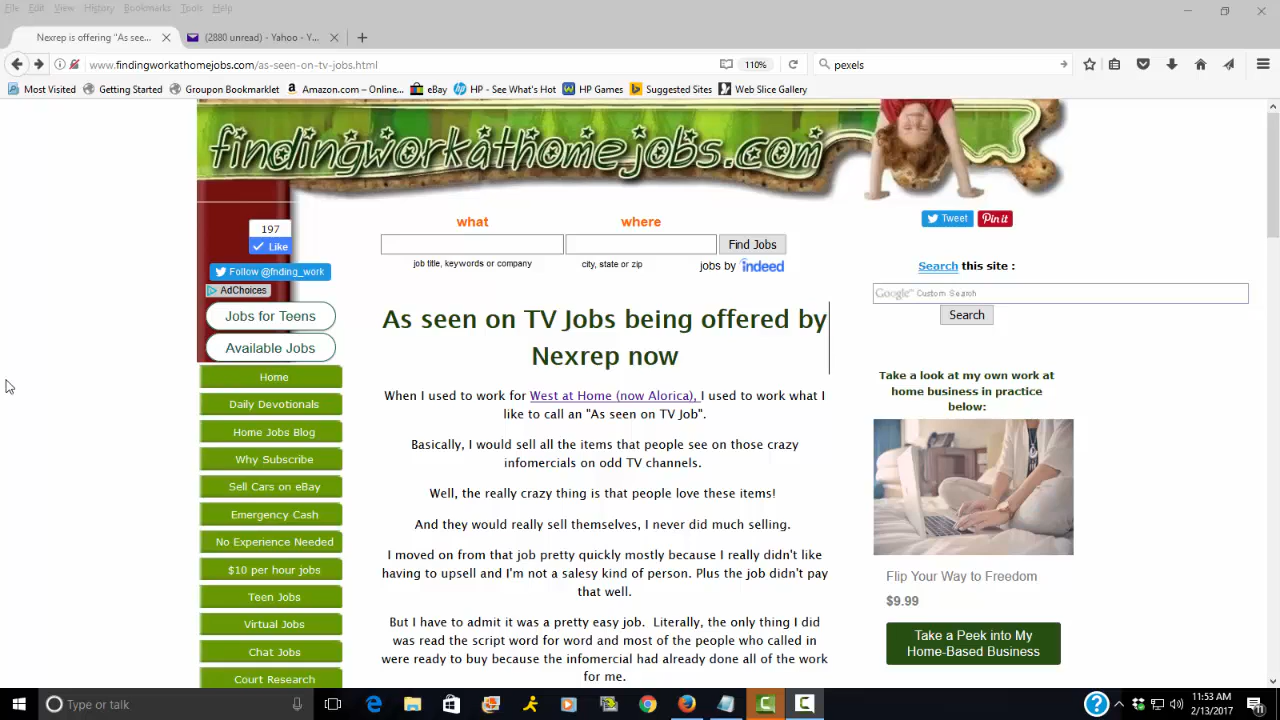 File Edit View History Bookmarks Tools Help
Nexrep is offering "As see...
(2880 unread) - Yahoo - Y...
www.findingworkathomejobs.com/as-seen-on-tv-jobs.html
110%
pexels
Most Visited Getting Started Groupon Bookmarklet Amazon.com – Online... eBay HP - See What's Hot HP Games Suggested Sites Web Slice Gallery
findingworkathomejobs.com
197
Like
Follow @fnding_work
AdChoices
Jobs for Teens
Available Jobs
Home
Daily Devotionals
Home Jobs Blog
Why Subscribe
Sell Cars on eBay
Emergency Cash
No Experience Needed
$10 per hour jobs
Teen Jobs
Virtual Jobs
Chat Jobs
Court Research
what where
Find Jobs
job title, keywords or company city, state or zip jobs by indeed
As seen on TV Jobs being offered by
Nexrep now
When I used to work for West at Home (now Alorica), I used to work what I
like to call an "As seen on TV Job".
Basically, I would sell all the items that people see on those crazy
infomercials on odd TV channels.
Well, the really crazy thing is that people love these items!
And they would really sell themselves, I never did much selling.
I moved on from that job pretty quickly mostly because I really didn't like
having to upsell and I'm not a salesy kind of person. Plus the job didn't pay
that well.
But I have to admit it was a pretty easy job. Literally, the only thing I did
was read the script word for word and most of the people who called in
were ready to buy because the infomercial had already done all of the work
for me.
Tweet Pin it
Search this site :
Google™ Custom Search
Search
Take a look at my own work at
home business in practice
below:
Flip Your Way to Freedom
$9.99
Take a Peek into My
Home-Based Business
Type or talk
11:53 AM
2/13/2017